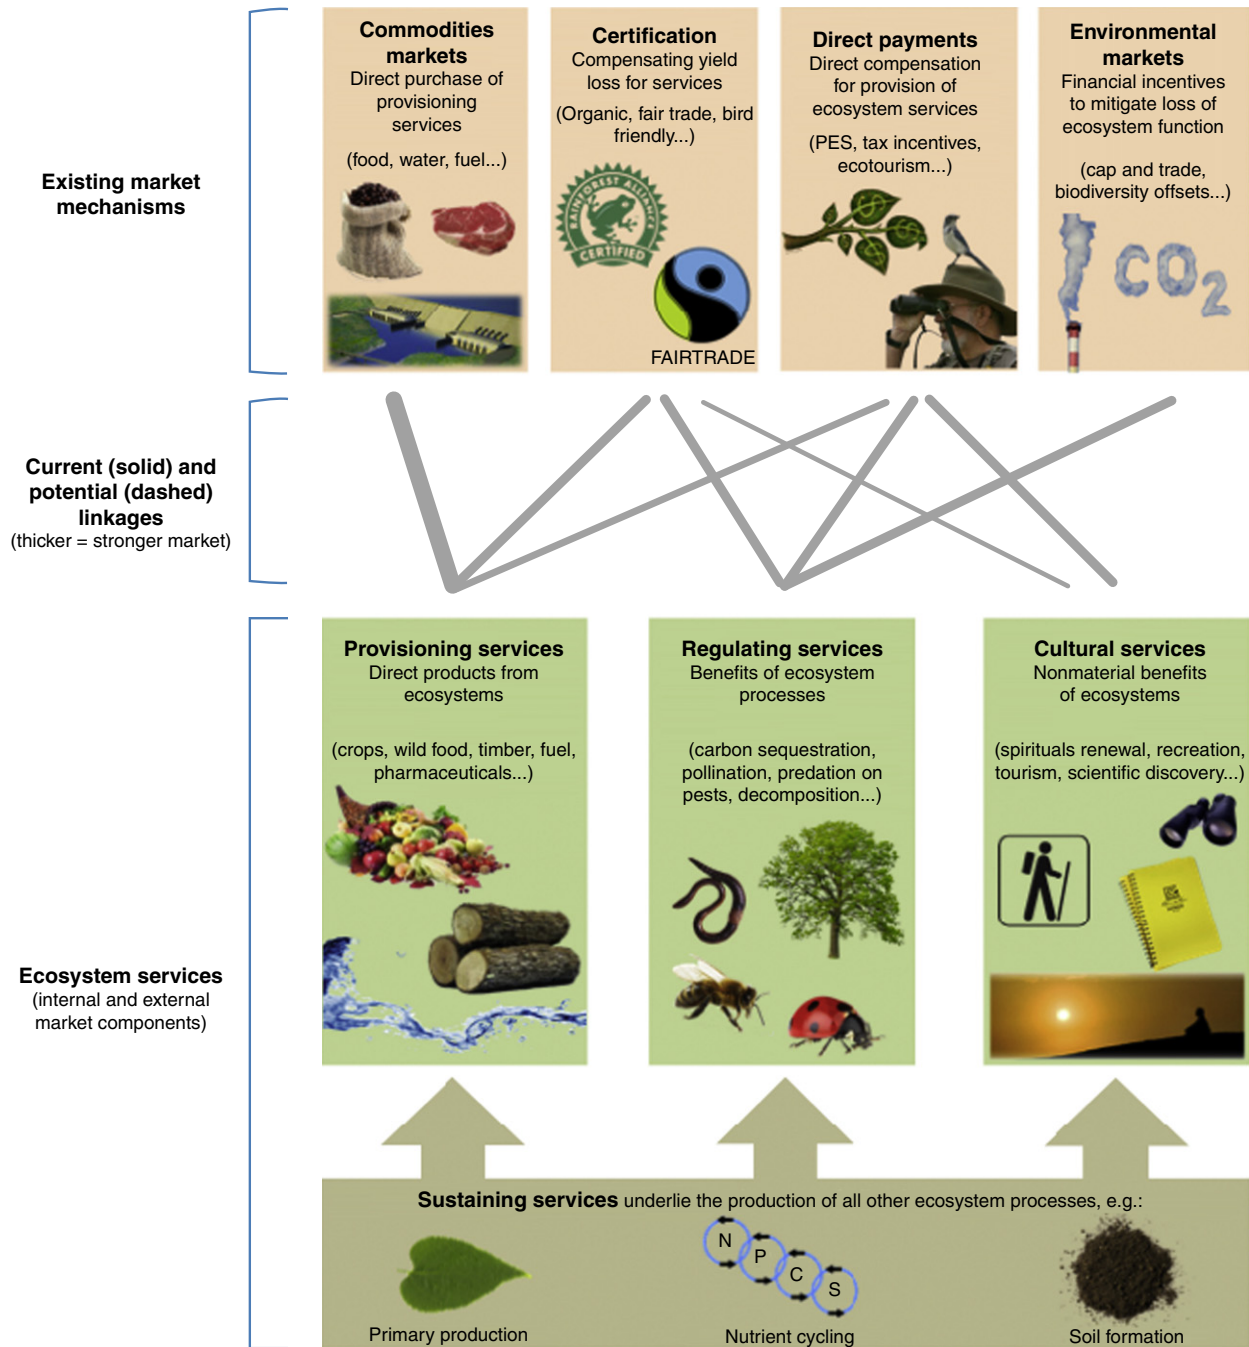 Commodities
markets
Direct purchase of
provisioning
services
(food, water, fuel...)
Certification
Compensating yield
loss for services
(Organic, fair trade, bird
friendly...)
RAINFOREST ALLIANCE
CERTIFIED
FAIRTRADE
Direct payments
Direct compensation
for provision of
ecosystem services
(PES, tax incentives,
ecotourism...)
Environmental
markets
Financial incentives
to mitigate loss of
ecosystem function
(cap and trade,
biodiversity offsets...)
CO2
Existing market
mechanisms
Current (solid) and
potential (dashed)
linkages
(thicker = stronger market)
Provisioning services
Direct products from
ecosystems
(crops, wild food, timber, fuel,
pharmaceuticals...)
Regulating services
Benefits of ecosystem
processes
(carbon sequestration,
pollination, predation on
pests, decomposition...)
Cultural services
Nonmaterial benefits
of ecosystems
(spirituals renewal, recreation,
tourism, scientific discovery...)
Ecosystem services
(internal and external
market components)
Sustaining services underlie the production of all other ecosystem processes, e.g.:
N
P
C
S
Primary production
Nutrient cycling
Soil formation